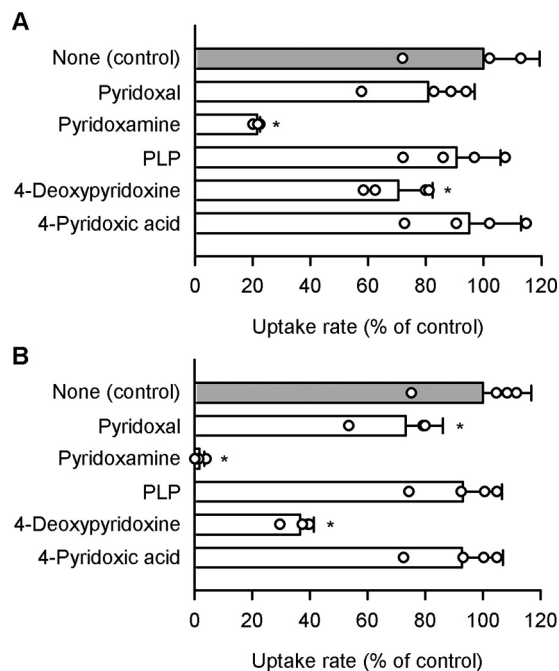 A
None (control)
Pyridoxal
Pyridoxamine
*
PLP
4-Deoxypyridoxine
*
4-Pyridoxic acid
0 20 40 60 80 100 120
Uptake rate (% of control)
B
None (control)
Pyridoxal
*
Pyridoxamine
*
PLP
4-Deoxypyridoxine
*
4-Pyridoxic acid
0 20 40 60 80 100 120
Uptake rate (% of control)